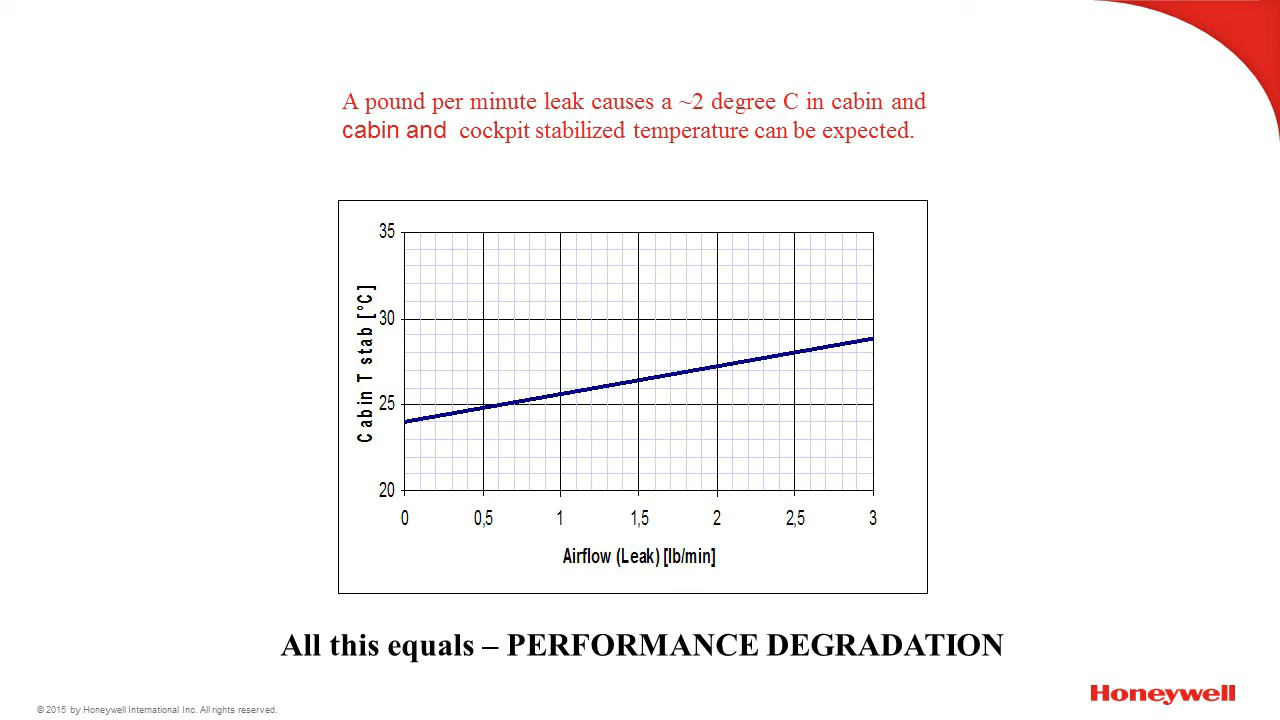 A pound per minute leak causes a ~2 degree C in cabin and
cabin and cockpit stabilized temperature can be expected.
35
30
25
20
Cabin T stab [°C]
0 0,5 1 1,5 2 2,5 3
Airflow (Leak) [lb/min]
All this equals – PERFORMANCE DEGRADATION
Honeywell
© 2015 by Honeywell International Inc. All rights reserved.